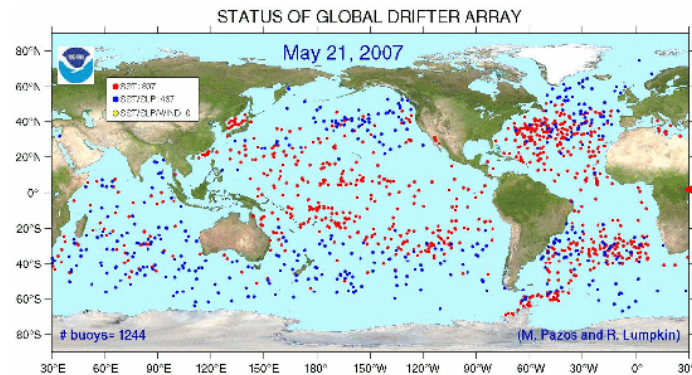 STATUS OF GLOBAL DRIFTER ARRAY
May 21, 2007
SST: 807
SST/SLP: 437
SST/SLP/WIND: 0
80°N
60°N
40°N
20°N
0°
20°S
40°S
60°S
80°S
# buoys= 1244
(M. Pazos and R. Lumpkin)
30°E 60°E 90°E 120°E 150°E 180° 150°W 120°W 90°W 60°W 30°W 0° 30°E